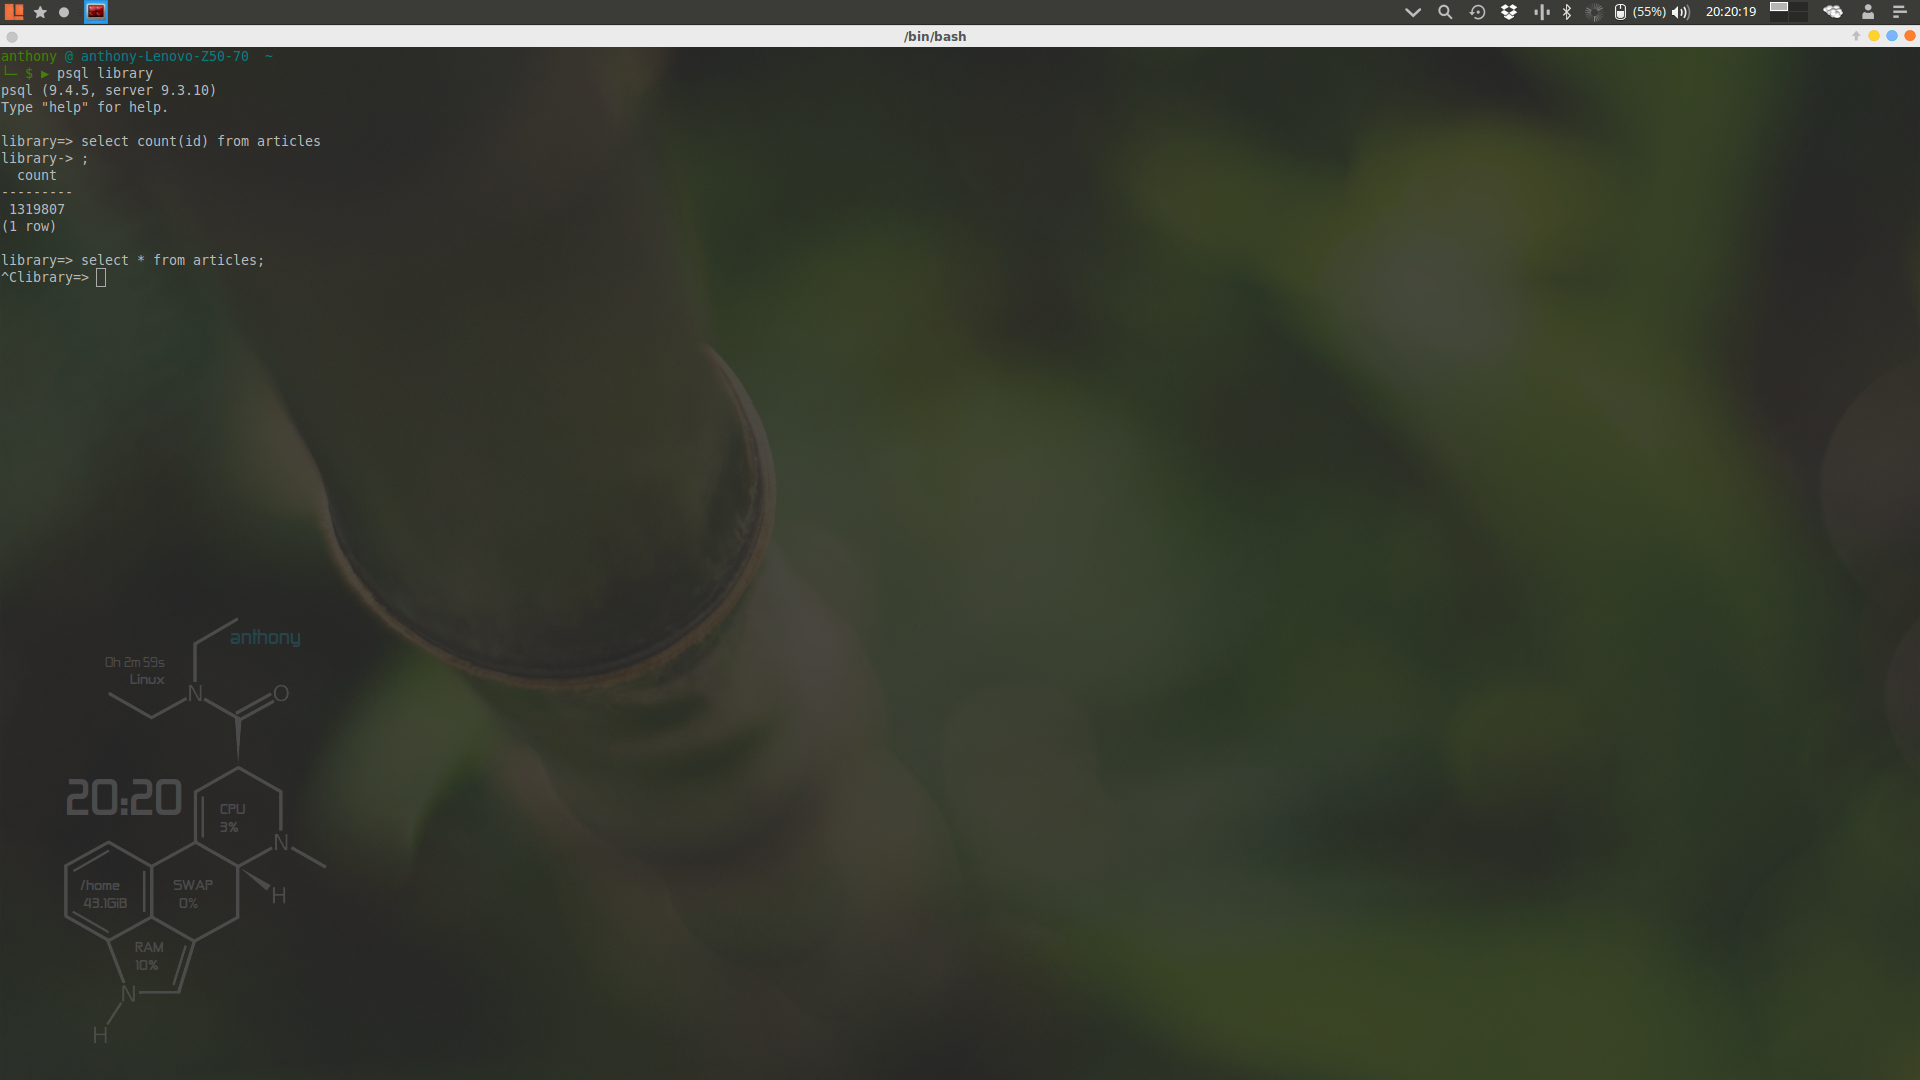 (55%) 20:20:19
/bin/bash
anthony @ anthony-Lenovo-Z50-70 ~
└─ $ ▶ psql library
psql (9.4.5, server 9.3.10)
Type "help" for help.
library=> select count(id) from articles
library-> ;
count
---------
1319807
(1 row)
library=> select * from articles;
^Clibrary=>
anthony
0h 2m 59s
Linux
N
O
20:20
CPU
3%
N
/home
43.1GiB
SWAP
0%
H
RAM
10%
N
H